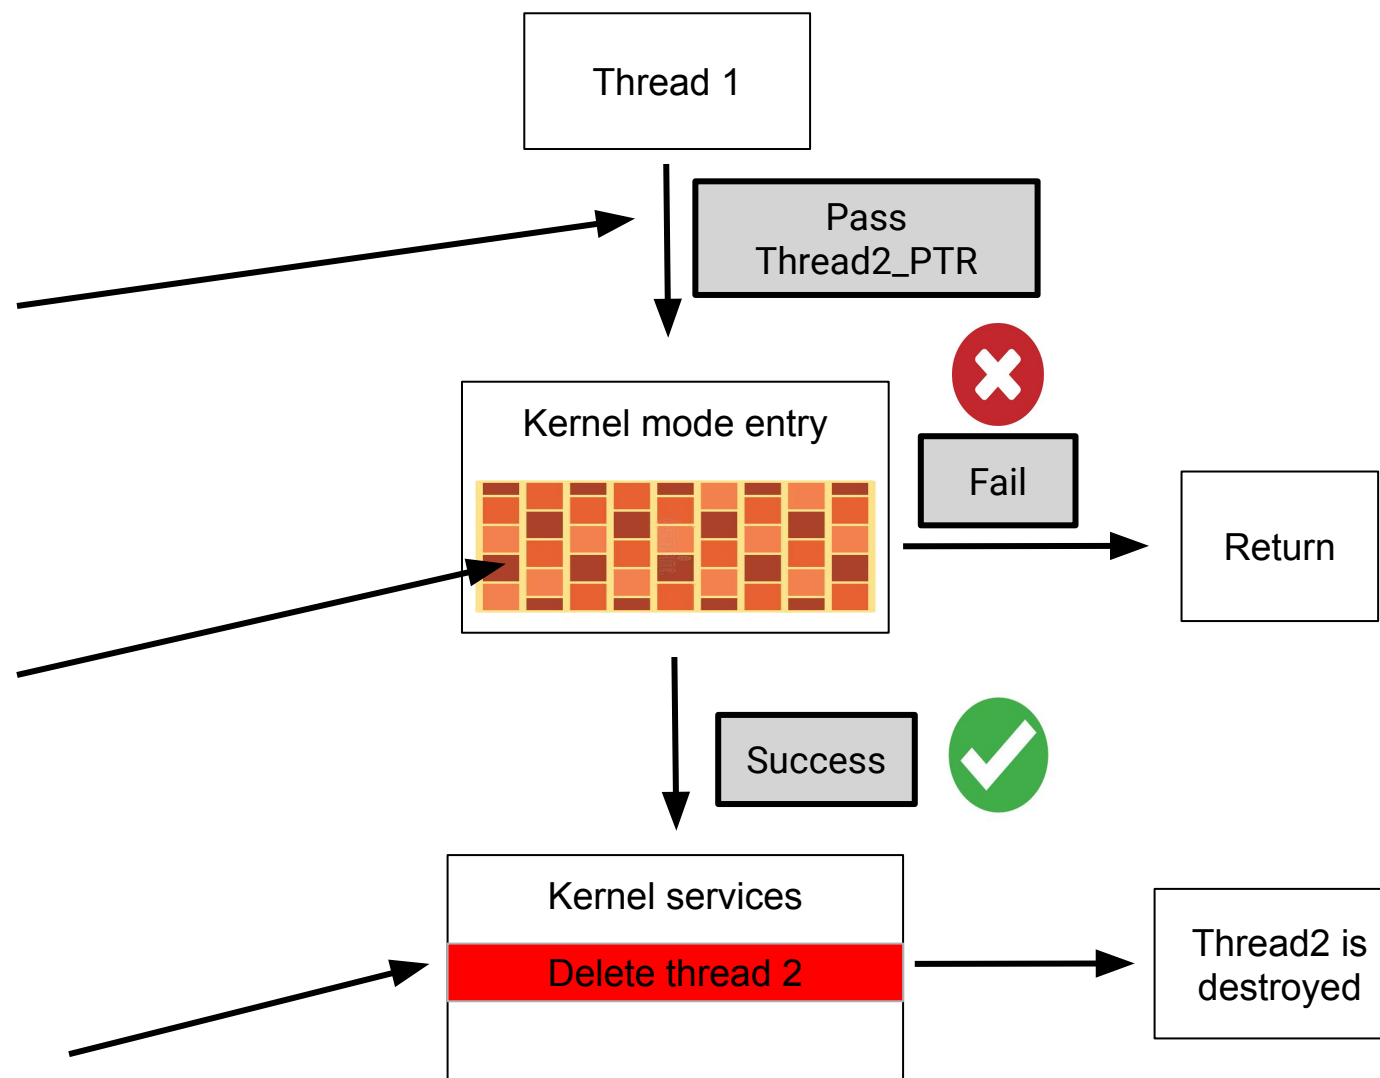 Thread 1
Pass
Thread2_PTR
Kernel mode entry
Fail
Return
Success
Kernel services
Delete thread 2
Thread2 is
destroyed